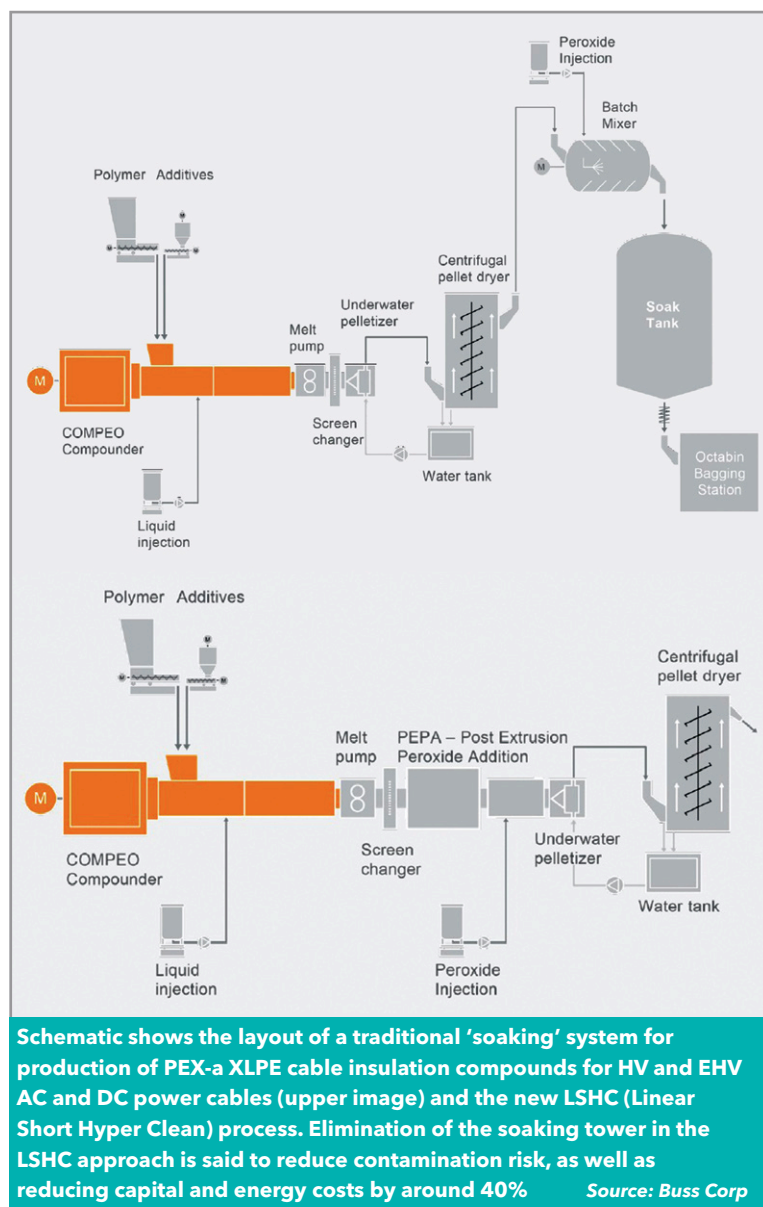 Peroxide
Injection
Batch
Mixer
M
Polymer Additives
M
M
M
Centrifugal
pellet dryer
Underwater
pelletizer
Melt
pump
Soak
Tank
M
COMPEO
Compounder
Screen
changer
Water tank
Octabin
Bagging
Station
Liquid
injection
Polymer Additives
M
M
M
Centrifugal
pellet dryer
Melt
pump
PEPA – Post Extrusion
Peroxide Addition
M
COMPEO
Compounder
Screen
changer
Underwater
pelletizer
Water tank
Liquid
injection
Peroxide
Injection
Schematic shows the layout of a traditional ‘soaking’ system for
production of PEX-a XLPE cable insulation compounds for HV and EHV
AC and DC power cables (upper image) and the new LSHC (Linear
Short Hyper Clean) process. Elimination of the soaking tower in the
LSHC approach is said to reduce contamination risk, as well as
reducing capital and energy costs by around 40% Source: Buss Corp